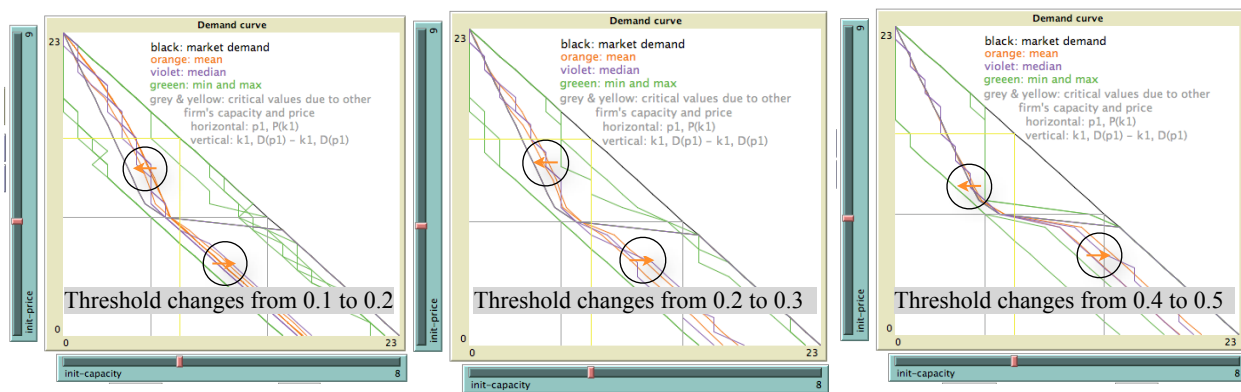 Demand curve
9
23
black: market demand
orange: mean
violet: median
greeen: min and max
grey & yellow: critical values due to other
firm's capacity and price
horizontal: p1, P(k1)
vertical: k1, D(p1) - k1, D(p1)
Threshold changes from 0.1 to 0.2
init-price
0
0
23
init-capacity
8
Demand curve
9
23
black: market demand
orange: mean
violet: median
greeen: min and max
grey & yellow: critical values due to other
firm's capacity and price
horizontal: p1, P(k1)
vertical: k1, D(p1) - k1, D(p1)
Threshold changes from 0.2 to 0.3
init-price
0
0
23
init-capacity
8
Demand curve
9
23
black: market demand
orange: mean
violet: median
greeen: min and max
grey & yellow: critical values due to other
firm's capacity and price
horizontal: p1, P(k1)
vertical: k1, D(p1) - k1, D(p1)
Threshold changes from 0.4 to 0.5
init-price
0
0
23
init-capacity
8